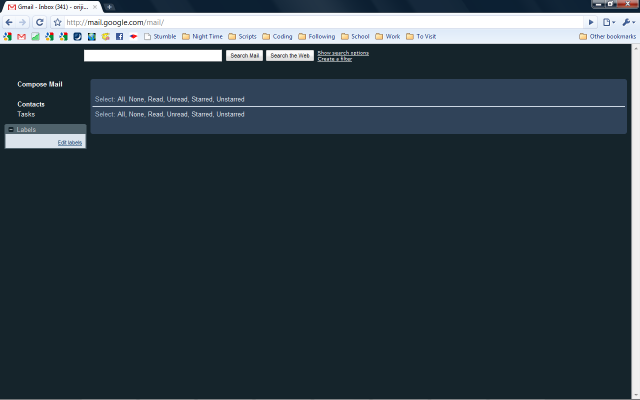 Gmail - Inbox (341) - oriji...
http://mail.google.com/mail/
Stumble Night Time Scripts Coding Following School Work To Visit Other bookmarks
Search Mail Search the Web Show search options
Create a filter
Compose Mail
Contacts
Tasks
Labels
Edit labels
Select: All, None, Read, Unread, Starred, Unstarred
Select: All, None, Read, Unread, Starred, Unstarred